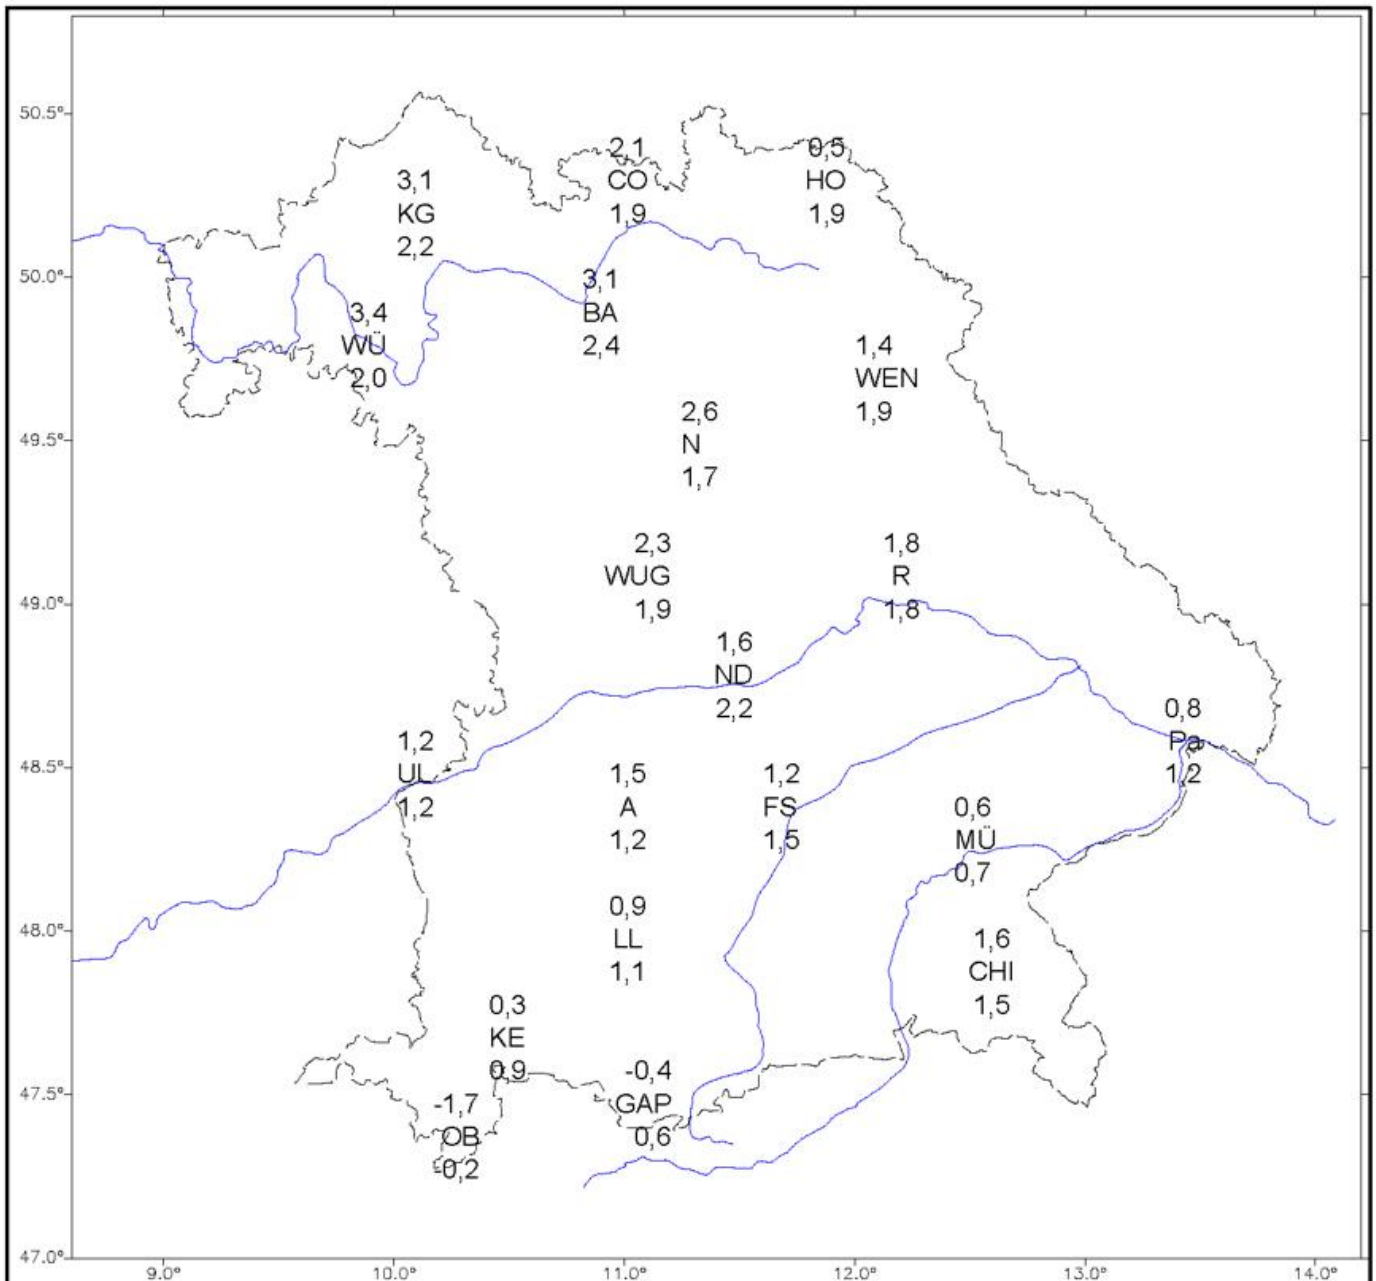 50.5°
2,1
CO
1,9
0,5
HO
1,9
3,1
KG
2,2
50.0°
3,1
BA
2,4
3,4
WÜ
2,0
1,4
WEN
1,9
49.5°
2,6
N
1,7
2,3
WUG
1,9
1,8
R
1,8
49.0°
1,6
ND
2,2
0,8
Pa
1,2
1,2
UL
1,2
48.5°
1,5
A
1,2
1,2
FS
1,5
0,6
MÜ
0,7
48.0°
0,9
LL
1,1
1,6
CHI
1,5
0,3
KE
0,9
47.5°
-0,4
GAP
0,6
-1,7
OB
-0,2
47.0°
9.0°
10.0°
11.0°
12.0°
13.0°
14.0°